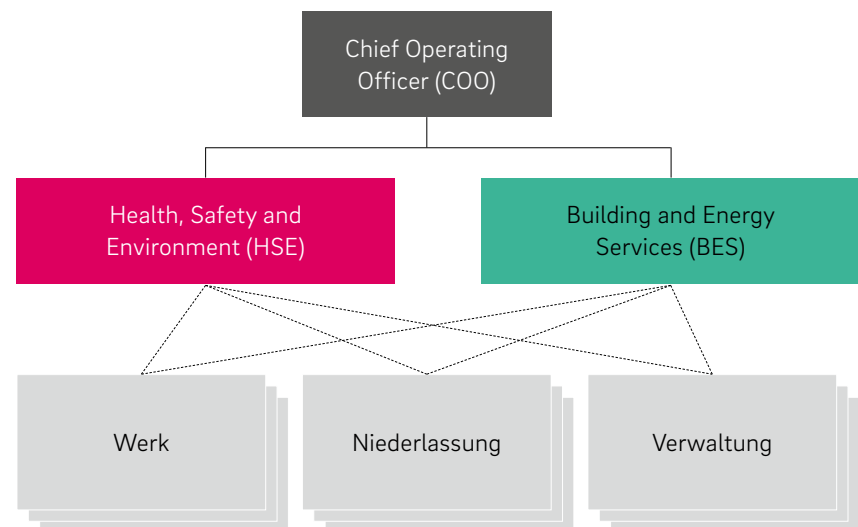 Chief Operating
Officer (COO)
Health, Safety and
Environment (HSE)
Building and Energy
Services (BES)
Werk
Niederlassung
Verwaltung